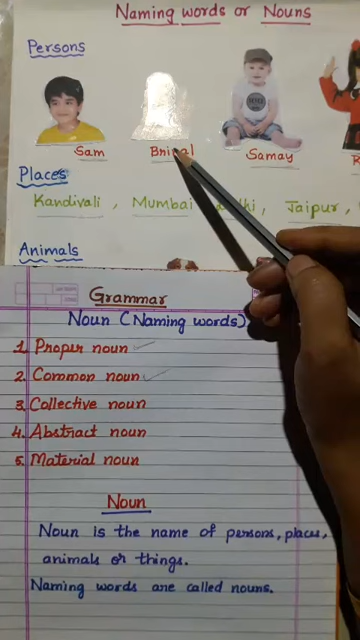 Naming words or Nouns
Persons
Sam Samay
Places
Kandivali, Mumbai, Jaipur,
Animals
Grammar
Noun (Naming words)
1. Proper noun
2. Common noun
3. Collective noun
4. Abstract noun
5. Material noun
Noun
Noun is the name of persons, places,
animals or things.
Naming words are called nouns.